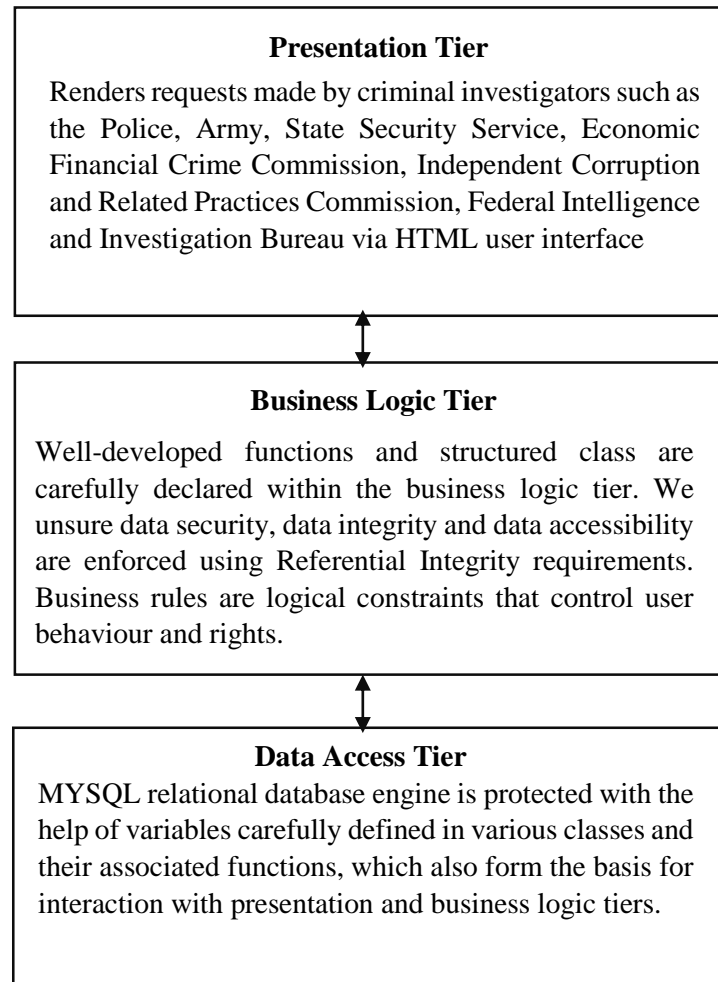 Presentation Tier
Renders requests made by criminal investigators such as
the Police, Army, State Security Service, Economic
Financial Crime Commission, Independent Corruption
and Related Practices Commission, Federal Intelligence
and Investigation Bureau via HTML user interface
Business Logic Tier
Well-developed functions and structured class are
carefully declared within the business logic tier. We
unsure data security, data integrity and data accessibility
are enforced using Referential Integrity requirements.
Business rules are logical constraints that control user
behaviour and rights.
Data Access Tier
MYSQL relational database engine is protected with the
help of variables carefully defined in various classes and
their associated functions, which also form the basis for
interaction with presentation and business logic tiers.